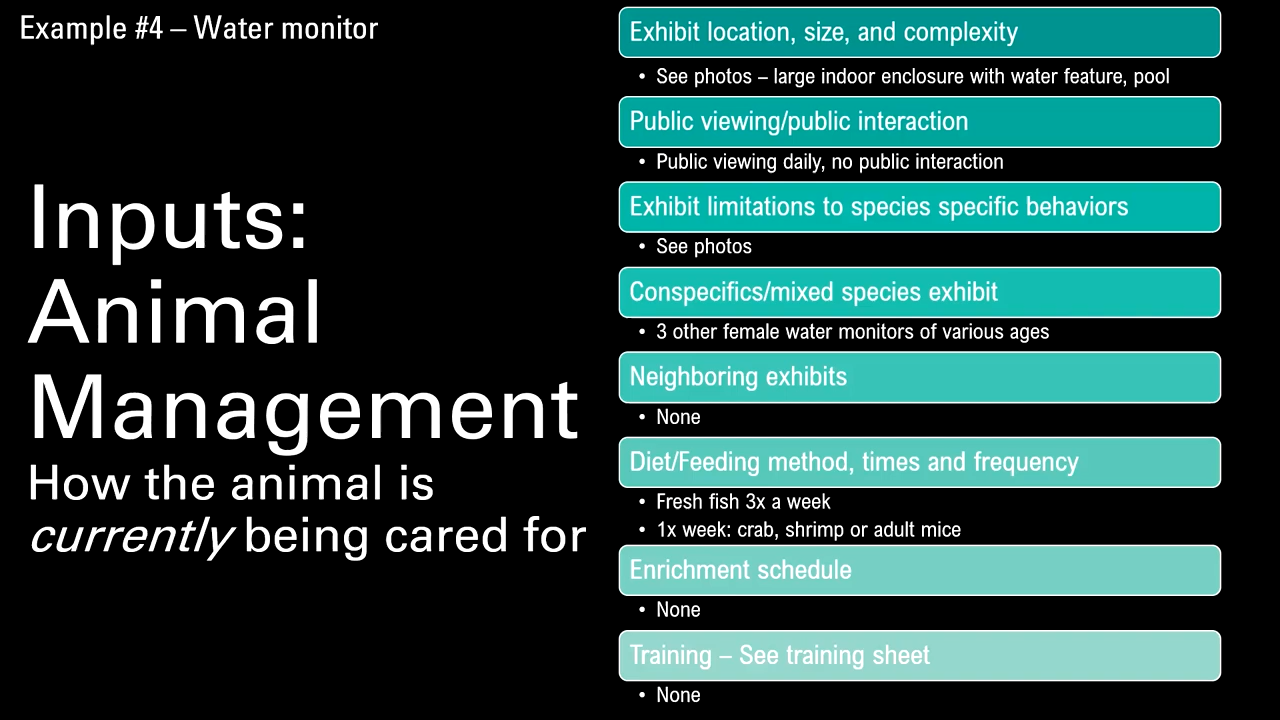 Example #4 – Water monitor
Inputs:
Animal
Management
How the animal is
currently being cared for
Exhibit location, size, and complexity
• See photos – large indoor enclosure with water feature, pool
Public viewing/public interaction
• Public viewing daily, no public interaction
Exhibit limitations to species specific behaviors
• See photos
Conspecifics/mixed species exhibit
• 3 other female water monitors of various ages
Neighboring exhibits
• None
Diet/Feeding method, times and frequency
• Fresh fish 3x a week
• 1x week: crab, shrimp or adult mice
Enrichment schedule
• None
Training – See training sheet
• None